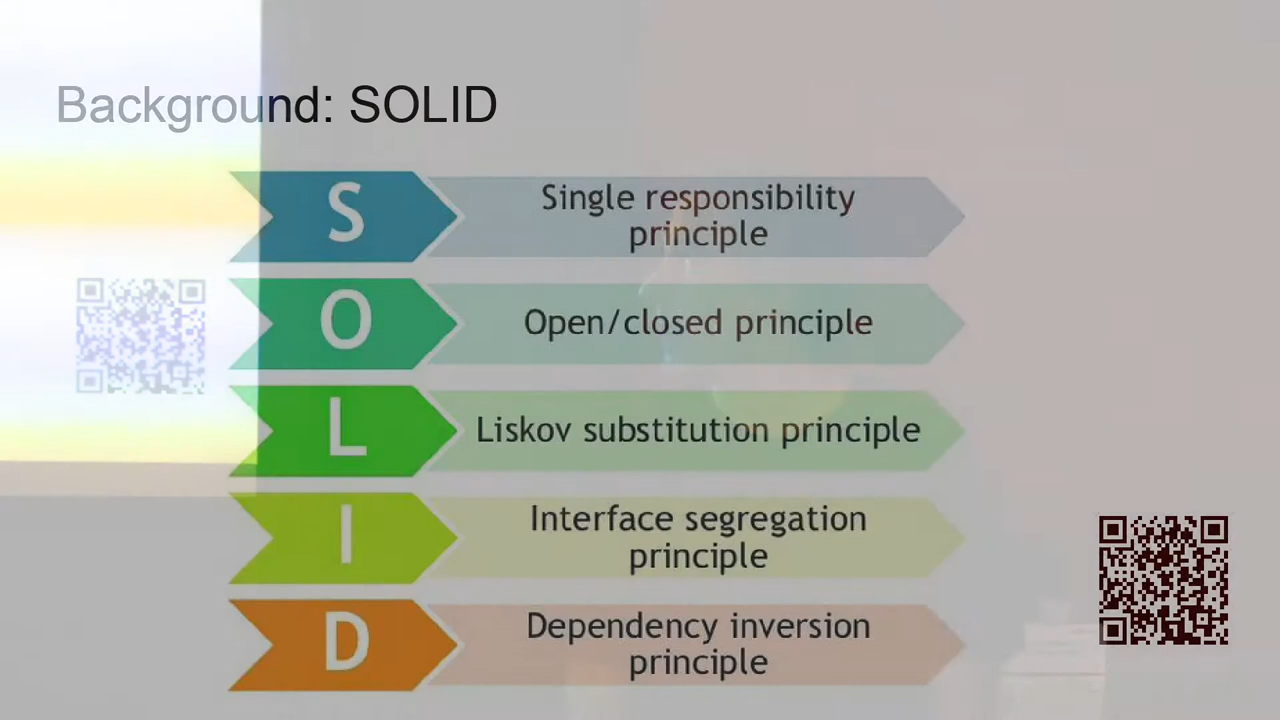 Background: SOLID
S
Single responsibility
principle
O
Open/closed principle
L
Liskov substitution principle
I
Interface segregation
principle
D
Dependency inversion
principle